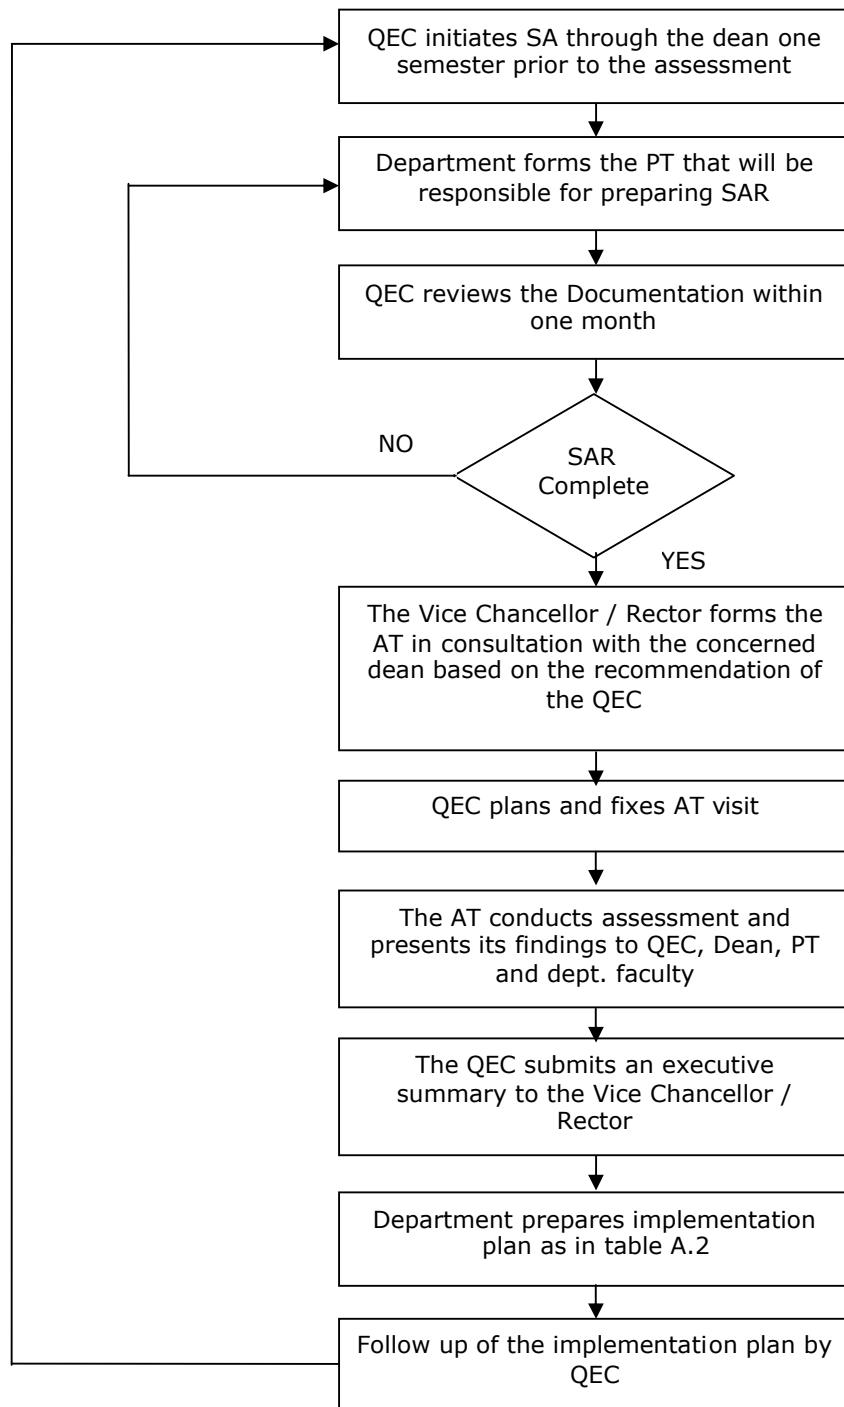 QEC initiates SA through the dean one
semester prior to the assessment
Department forms the PT that will be
responsible for preparing SAR
QEC reviews the Documentation within
one month
NO
SAR
Complete
YES
The Vice Chancellor / Rector forms the
AT in consultation with the concerned
dean based on the recommendation of
the QEC
QEC plans and fixes AT visit
The AT conducts assessment and
presents its findings to QEC, Dean, PT
and dept. faculty
The QEC submits an executive
summary to the Vice Chancellor /
Rector
Department prepares implementation
plan as in table A.2
Follow up of the implementation plan by
QEC